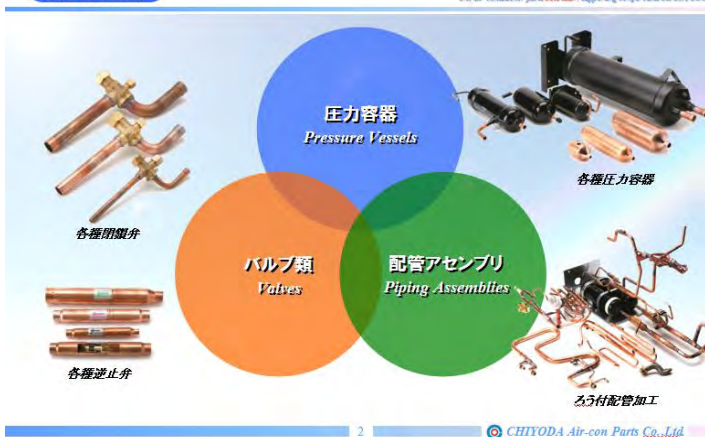 圧力容器
Pressure Vessels
各種圧力容器
各種閉鎖弁
バルブ類
Valves
配管アセンブリ
Piping Assemblies
各種逆止弁
ろう付配管加工
2
CHIYODA Air-con Parts Co.,Ltd.